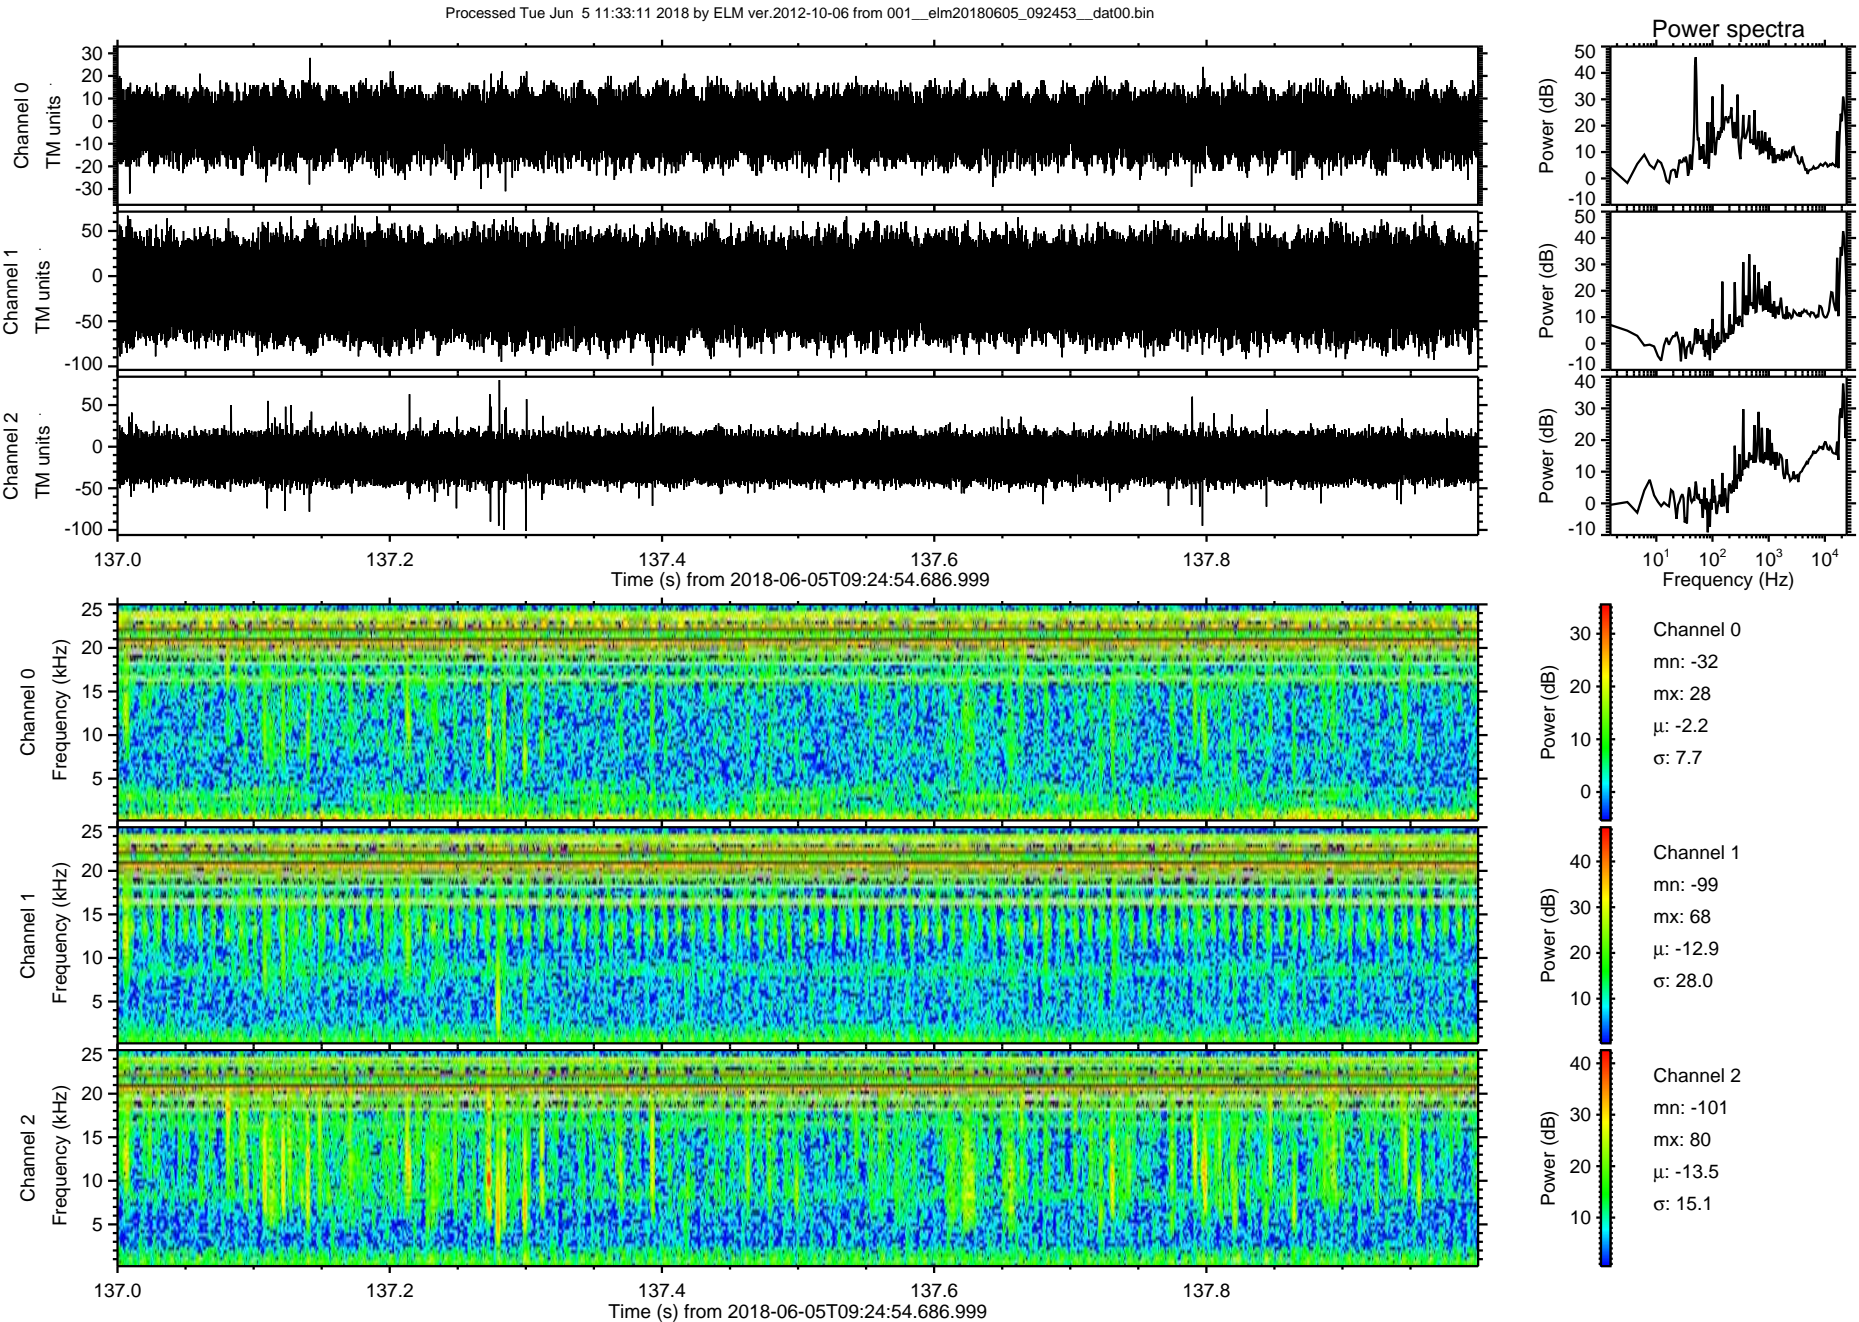 Processed Tue Jun 5 11:33:11 2018 by ELM ver.2012-10-06 from 001__elm20180605_092453__dat00.bin
Power spectra
Channel 0
TM units
30
20
10
0
-10
-20
-30
Power (dB)
50
40
30
20
10
0
-10
Channel 1
TM units
50
0
-50
-100
Power (dB)
50
40
30
20
10
0
-10
Channel 2
TM units
50
0
-50
-100
Power (dB)
40
30
20
10
0
-10
137.0 137.2 137.4 137.6 137.8
Time (s) from 2018-06-05T09:24:54.686.999
10^1 10^2 10^3 10^4
Frequency (Hz)
Channel 0
Frequency (kHz)
25
20
15
10
5
Power (dB)
30
20
10
0
Channel 0
mn: -32
mx: 28
μ: -2.2
σ: 7.7
Channel 1
Frequency (kHz)
25
20
15
10
5
Power (dB)
40
30
20
10
Channel 1
mn: -99
mx: 68
μ: -12.9
σ: 28.0
Channel 2
Frequency (kHz)
25
20
15
10
5
Power (dB)
40
30
20
10
Channel 2
mn: -101
mx: 80
μ: -13.5
σ: 15.1
137.0 137.2 137.4 137.6 137.8
Time (s) from 2018-06-05T09:24:54.686.999